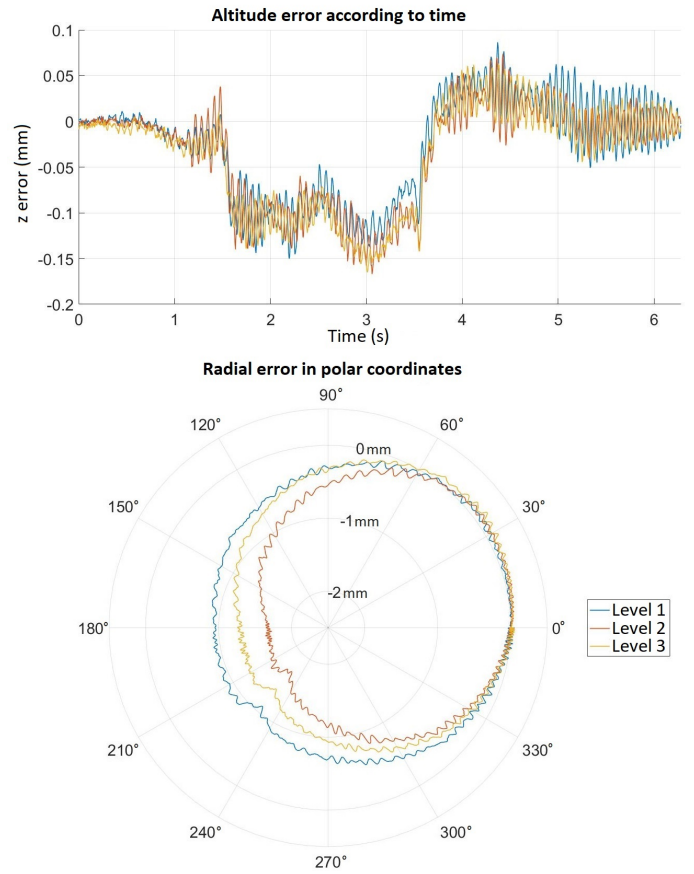 Altitude error according to time
0.1
0.05
0
-0.05
-0.1
-0.15
-0.2
z error (mm)
0 1 2 3 4 5 6
Time (s)
Radial error in polar coordinates
90°
120° 60°
0 mm
150° 30°
-1 mm
-2 mm
180° 0°
Level 1
Level 2
Level 3
210° 330°
240° 300°
270°